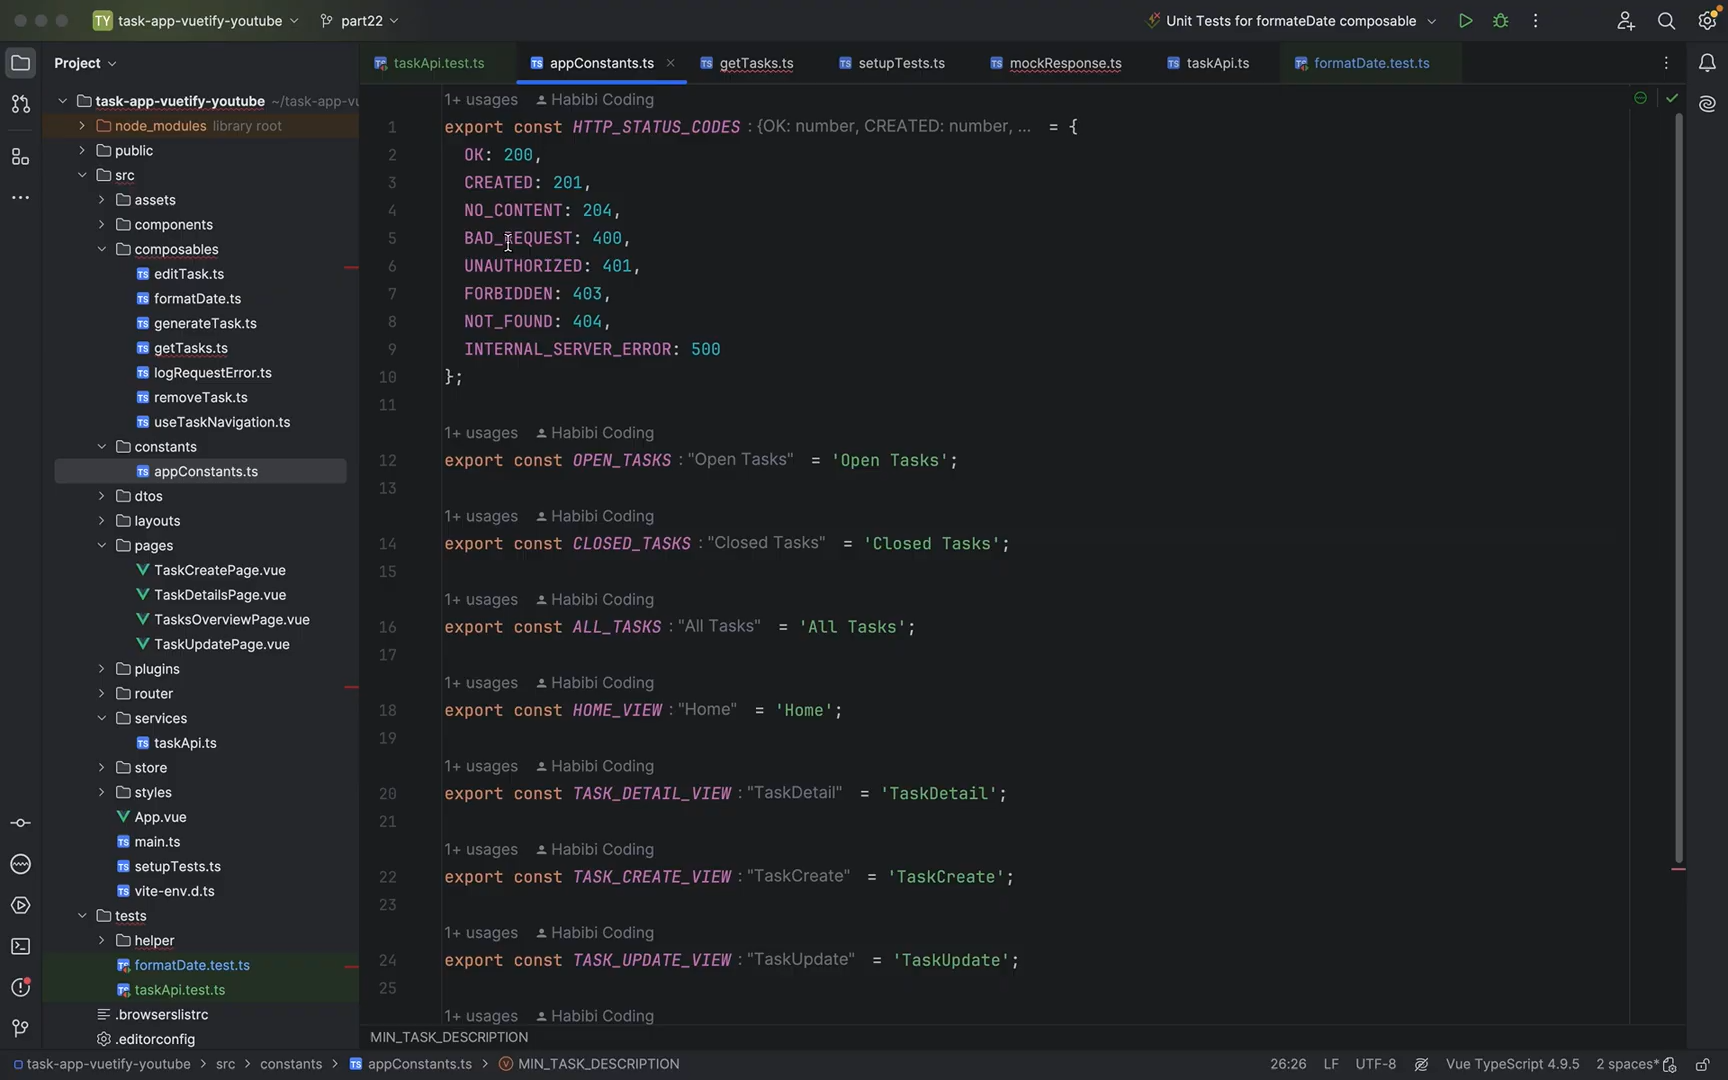 TY task-app-vuetify-youtube part22 Unit Tests for formateDate composable
Project
taskApi.test.ts appConstants.ts getTasks.ts setupTests.ts mockResponse.ts taskApi.ts formatDate.test.ts
task-app-vuetify-youtube ~/task-app-vu
node_modules library root
public
src
assets
components
composables
editTask.ts
formatDate.ts
generateTask.ts
getTasks.ts
logRequestError.ts
removeTask.ts
useTaskNavigation.ts
constants
appConstants.ts
dtos
layouts
pages
TaskCreatePage.vue
TaskDetailsPage.vue
TasksOverviewPage.vue
TaskUpdatePage.vue
plugins
router
services
taskApi.ts
store
styles
App.vue
main.ts
setupTests.ts
vite-env.d.ts
tests
helper
formatDate.test.ts
taskApi.test.ts
.browserslistrc
.editorconfig
1+ usages Habibi Coding
1 export const HTTP_STATUS_CODES : {OK: number, CREATED: number, ... = {
2 OK: 200,
3 CREATED: 201,
4 NO_CONTENT: 204,
5 BAD_REQUEST: 400,
6 UNAUTHORIZED: 401,
7 FORBIDDEN: 403,
8 NOT_FOUND: 404,
9 INTERNAL_SERVER_ERROR: 500
10 };
11
1+ usages Habibi Coding
12 export const OPEN_TASKS : "Open Tasks" = 'Open Tasks';
13
1+ usages Habibi Coding
14 export const CLOSED_TASKS : "Closed Tasks" = 'Closed Tasks';
15
1+ usages Habibi Coding
16 export const ALL_TASKS : "All Tasks" = 'All Tasks';
17
1+ usages Habibi Coding
18 export const HOME_VIEW : "Home" = 'Home';
19
1+ usages Habibi Coding
20 export const TASK_DETAIL_VIEW : "TaskDetail" = 'TaskDetail';
21
1+ usages Habibi Coding
22 export const TASK_CREATE_VIEW : "TaskCreate" = 'TaskCreate';
23
1+ usages Habibi Coding
24 export const TASK_UPDATE_VIEW : "TaskUpdate" = 'TaskUpdate';
25
1+ usages Habibi Coding
MIN_TASK_DESCRIPTION
task-app-vuetify-youtube > src > constants > appConstants.ts > MIN_TASK_DESCRIPTION 26:26 LF UTF-8 Vue TypeScript 4.9.5 2 spaces*